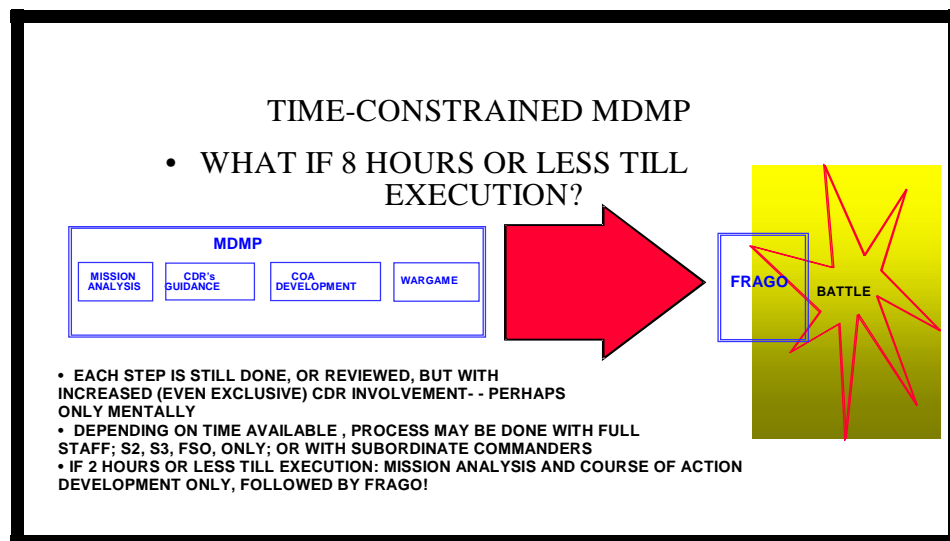 TIME-CONSTRAINED MDMP
• WHAT IF 8 HOURS OR LESS TILL
EXECUTION?
MDMP
MISSION
ANALYSIS
CDR's
GUIDANCE
COA
DEVELOPMENT
WARGAME
FRAGO
BATTLE
• EACH STEP IS STILL DONE, OR REVIEWED, BUT WITH
INCREASED (EVEN EXCLUSIVE) CDR INVOLVEMENT- - PERHAPS
ONLY MENTALLY
• DEPENDING ON TIME AVAILABLE , PROCESS MAY BE DONE WITH FULL
STAFF; S2, S3, FSO, ONLY; OR WITH SUBORDINATE COMMANDERS
• IF 2 HOURS OR LESS TILL EXECUTION: MISSION ANALYSIS AND COURSE OF ACTION
DEVELOPMENT ONLY, FOLLOWED BY FRAGO!